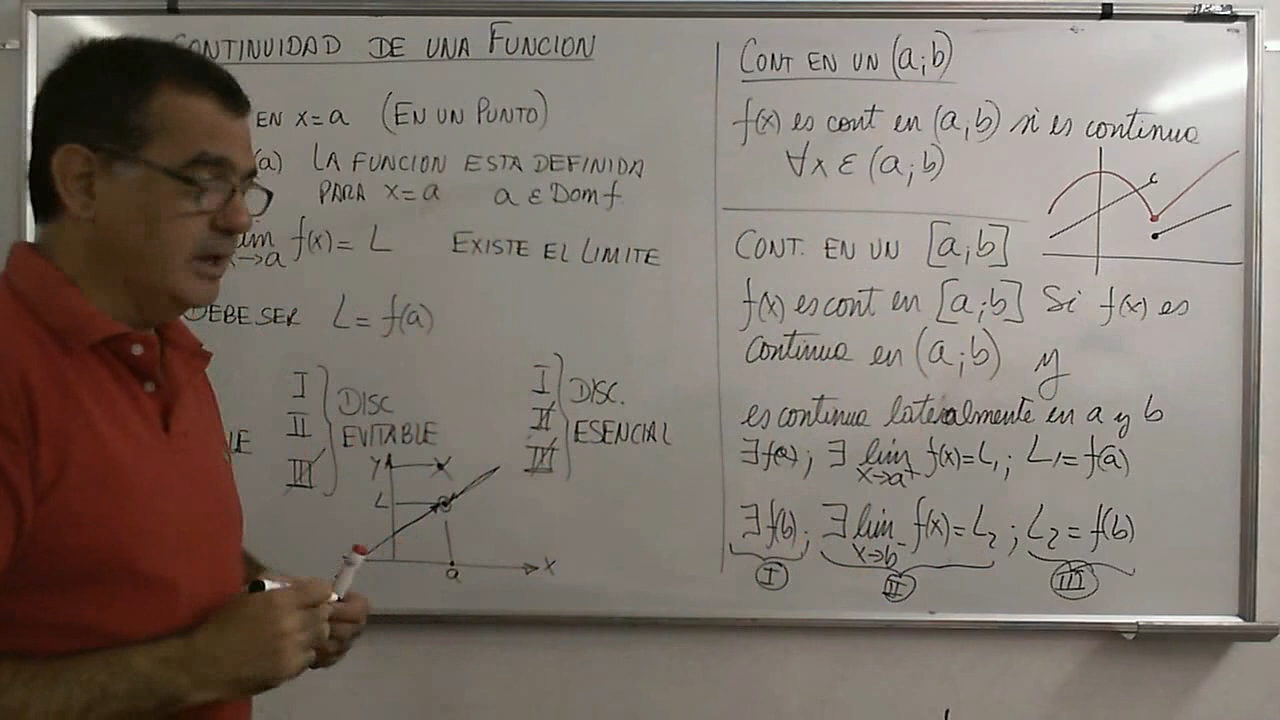 CONTINUIDAD DE UNA FUNCION
EN X=a (EN UN PUNTO)
(a) LA FUNCION ESTA DEFINIDA
PARA X=a a ε Dom f
lim f(x)= L EXISTE EL LIMITE
x→a
DEBE SER L= f(a)
I
II
III
DISC
EVITABLE
I
II
III
DISC.
ESENCIAL
Y
X
L
a
X
CONT EN UN (a;b)
f(x) es cont en (a,b) si es continua
∀x ε (a;b)
CONT. EN UN [a;b]
f(x) es cont en [a;b] Si f(x) es
continua en (a;b) y
es continua lateralmente en a y b
∃f(a); ∃ lim f(x)=L₁; L₁=f(a)
x→a⁺
∃f(b); ∃ lim f(x)=L₂; L₂=f(b)
x→b⁻
I II III